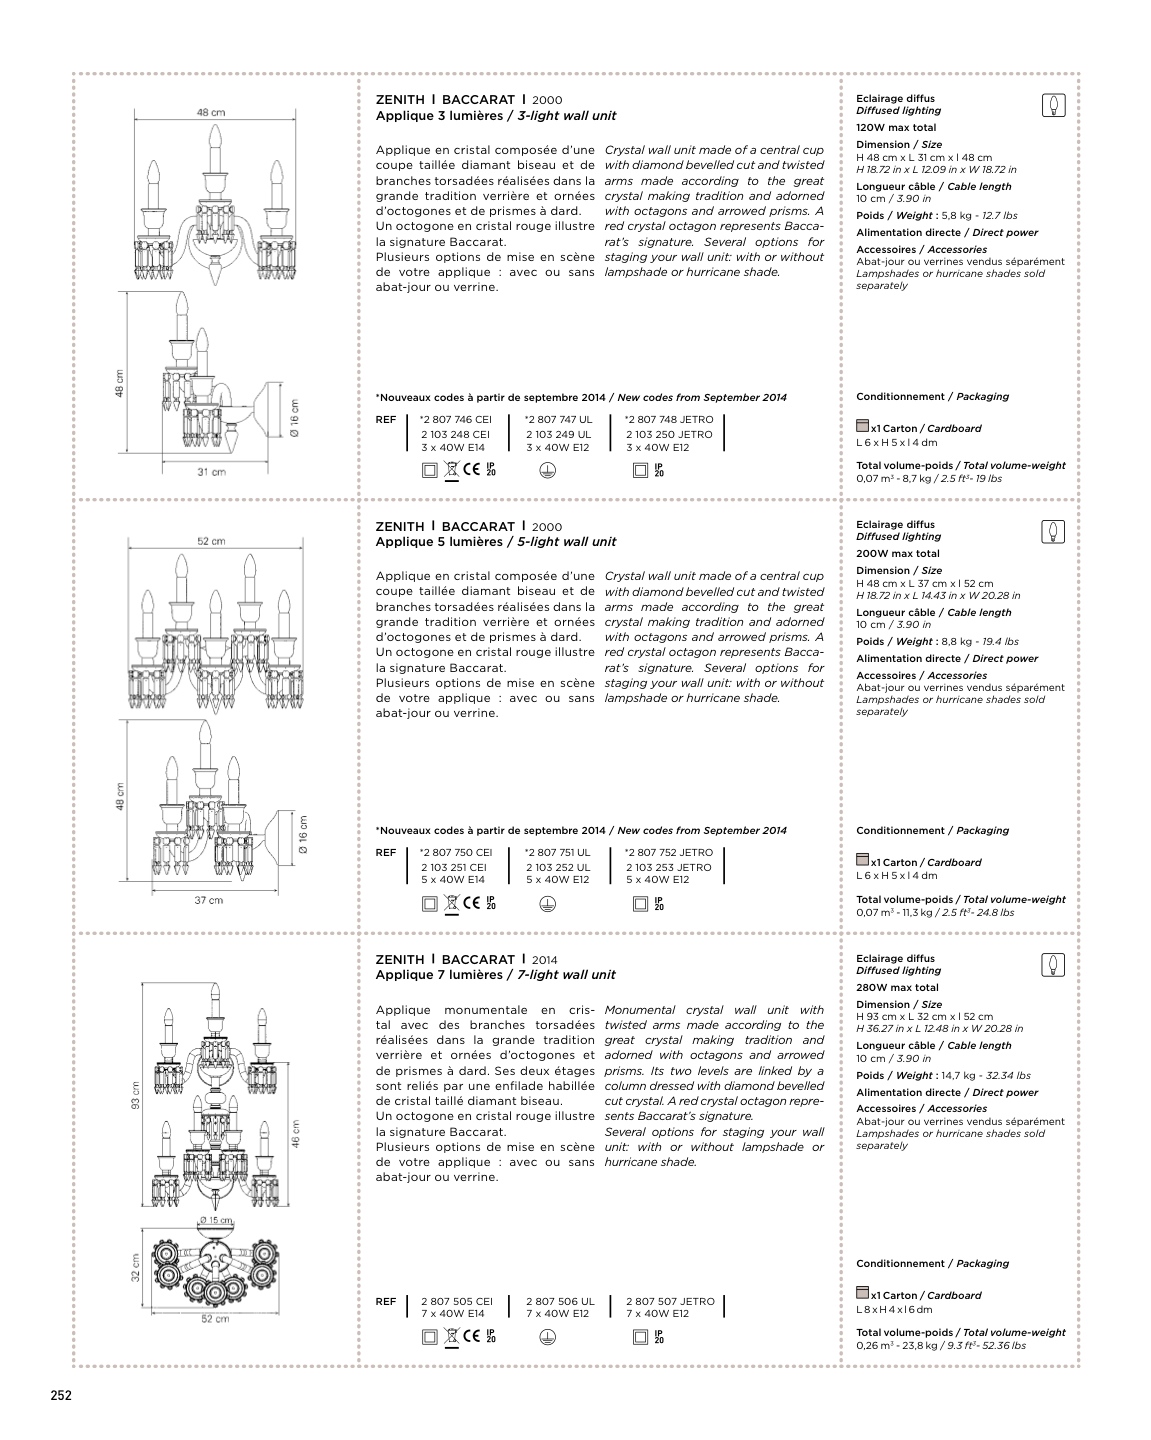 48 cm
48 cm
Ø 16 cm
31 cm
ZENITH I BACCARAT I 2000
Applique 3 lumières / 3-light wall unit
Applique en cristal composée d’une
coupe taillée diamant biseau et de
branches torsadées réalisées dans la
grande tradition verrière et ornées
d’octogones et de prismes à dard.
Un octogone en cristal rouge illustre
la signature Baccarat.
Plusieurs options de mise en scène
de votre applique : avec ou sans
abat-jour ou verrine.
Crystal wall unit made of a central cup
with diamond bevelled cut and twisted
arms made according to the great
crystal making tradition and adorned
with octagons and arrowed prisms. A
red crystal octagon represents Bacca-
rat’s signature. Several options for
staging your wall unit: with or without
lampshade or hurricane shade.
*Nouveaux codes à partir de septembre 2014 / New codes from September 2014
REF *2 807 746 CEI *2 807 747 UL *2 807 748 JETRO
2 103 248 CEI 2 103 249 UL 2 103 250 JETRO
3 x 40W E14 3 x 40W E12 3 x 40W E12
CE IP 20 IP 20
Eclairage diffus
Diffused lighting
120W max total
Dimension / Size
H 48 cm x L 31 cm x l 48 cm
H 18.72 in x L 12.09 in x W 18.72 in
Longueur câble / Cable length
10 cm / 3.90 in
Poids / Weight : 5,8 kg - 12.7 lbs
Alimentation directe / Direct power
Accessoires / Accessories
Abat-jour ou verrines vendus séparément
Lampshades or hurricane shades sold
separately
Conditionnement / Packaging
x1 Carton / Cardboard
L 6 x H 5 x l 4 dm
Total volume-poids / Total volume-weight
0,07 m³ - 8,7 kg / 2.5 ft³- 19 lbs
52 cm
48 cm
Ø 16 cm
37 cm
ZENITH I BACCARAT I 2000
Applique 5 lumières / 5-light wall unit
Applique en cristal composée d’une
coupe taillée diamant biseau et de
branches torsadées réalisées dans la
grande tradition verrière et ornées
d’octogones et de prismes à dard.
Un octogone en cristal rouge illustre
la signature Baccarat.
Plusieurs options de mise en scène
de votre applique : avec ou sans
abat-jour ou verrine.
Crystal wall unit made of a central cup
with diamond bevelled cut and twisted
arms made according to the great
crystal making tradition and adorned
with octagons and arrowed prisms. A
red crystal octagon represents Bacca-
rat’s signature. Several options for
staging your wall unit: with or without
lampshade or hurricane shade.
*Nouveaux codes à partir de septembre 2014 / New codes from September 2014
REF *2 807 750 CEI *2 807 751 UL *2 807 752 JETRO
2 103 251 CEI 2 103 252 UL 2 103 253 JETRO
5 x 40W E14 5 x 40W E12 5 x 40W E12
CE IP 20 IP 20
Eclairage diffus
Diffused lighting
200W max total
Dimension / Size
H 48 cm x L 37 cm x l 52 cm
H 18.72 in x L 14.43 in x W 20.28 in
Longueur câble / Cable length
10 cm / 3.90 in
Poids / Weight : 8,8 kg - 19.4 lbs
Alimentation directe / Direct power
Accessoires / Accessories
Abat-jour ou verrines vendus séparément
Lampshades or hurricane shades sold
separately
Conditionnement / Packaging
x1 Carton / Cardboard
L 6 x H 5 x l 4 dm
Total volume-poids / Total volume-weight
0,07 m³ - 11,3 kg / 2.5 ft³- 24.8 lbs
93 cm
46 cm
Ø 15 cm
32 cm
52 cm
ZENITH I BACCARAT I 2014
Applique 7 lumières / 7-light wall unit
Applique monumentale en cris-
tal avec des branches torsadées
réalisées dans la grande tradition
verrière et ornées d’octogones et
de prismes à dard. Ses deux étages
sont reliés par une enfilade habillée
de cristal taillé diamant biseau.
Un octogone en cristal rouge illustre
la signature Baccarat.
Plusieurs options de mise en scène
de votre applique : avec ou sans
abat-jour ou verrine.
Monumental crystal wall unit with
twisted arms made according to the
great crystal making tradition and
adorned with octagons and arrowed
prisms. Its two levels are linked by a
column dressed with diamond bevelled
cut crystal. A red crystal octagon repre-
sents Baccarat’s signature.
Several options for staging your wall
unit: with or without lampshade or
hurricane shade.
REF 2 807 505 CEI 2 807 506 UL 2 807 507 JETRO
7 x 40W E14 7 x 40W E12 7 x 40W E12
CE IP 20 IP 20
Eclairage diffus
Diffused lighting
280W max total
Dimension / Size
H 93 cm x L 32 cm x l 52 cm
H 36.27 in x L 12.48 in x W 20.28 in
Longueur câble / Cable length
10 cm / 3.90 in
Poids / Weight : 14,7 kg - 32.34 lbs
Alimentation directe / Direct power
Accessoires / Accessories
Abat-jour ou verrines vendus séparément
Lampshades or hurricane shades sold
separately
Conditionnement / Packaging
x1 Carton / Cardboard
L 8 x H 4 x l 6 dm
Total volume-poids / Total volume-weight
0,26 m³ - 23,8 kg / 9.3 ft³- 52.36 lbs
252